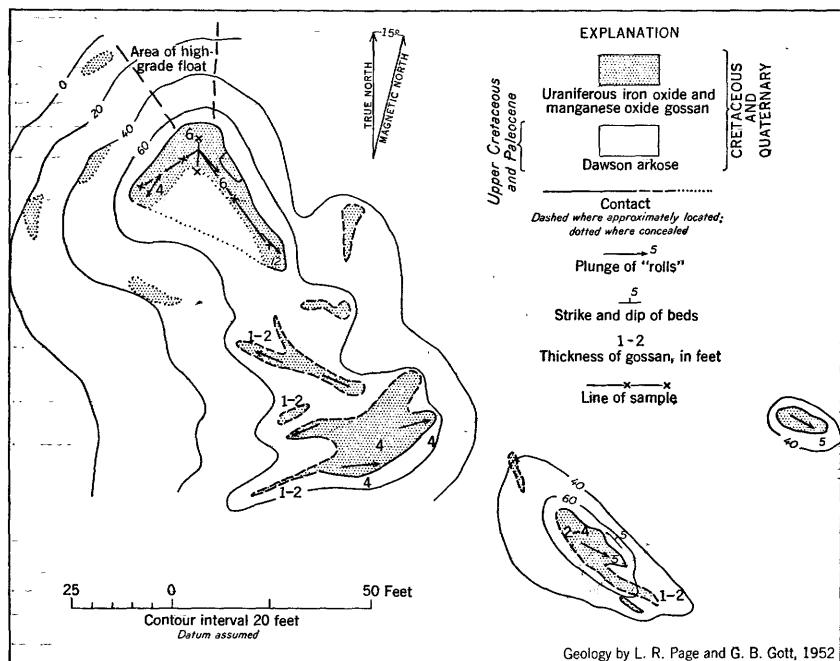 Area of high-
grade float
0
20
40
60
6
4
6
2
1-2
1-2
4
4
4
1-2
15°
TRUE NORTH
MAGNETIC NORTH
EXPLANATION
Uraniferous iron oxide and
manganese oxide gossan
Dawson arkose
Upper Cretaceous
and Paleocene
CRETACEOUS
AND
QUATERNARY
Contact
Dashed where approximately located;
dotted where concealed
5
Plunge of "rolls"
5
Strike and dip of beds
1-2
Thickness of gossan, in feet
Line of sample
40
5
40
60
2-4
5
5
1-2
25 0 50 Feet
Contour interval 20 feet
Datum assumed
Geology by L. R. Page and G. B. Gott, 1952